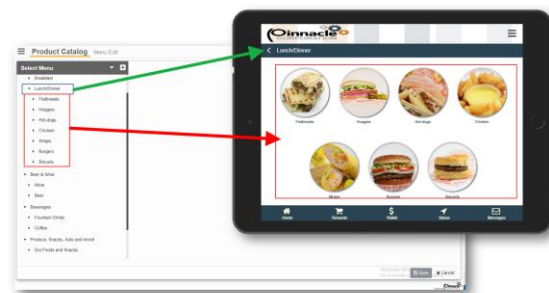 Product Catalog Menu Edit
Select Menu
Breakfast
Lunch/Dinner
Flatbreads
Hoagies
Hot-dogs
Chicken
Wraps
Burgers
Biscuits
Beer & Wine
Wine
Beer
Beverages
Fountain Drinks
Coffee
Produce, Snacks, Auto and more!
Dry Foods and Snacks
Save Cancel
Pinnacle
CORPORATION
Lunch/Dinner
Flatbreads Hoagies Hot-dogs Chicken
Wraps Burgers Biscuits
Home Rewards Wallet Stores Messages